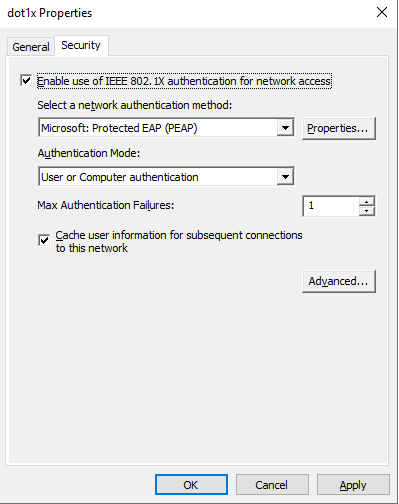 dot1x Properties
General
Security
Enable use of IEEE 802.1X authentication for network access
Select a network authentication method:
Microsoft: Protected EAP (PEAP)
Properties...
Authentication Mode:
User or Computer authentication
Max Authentication Failures:
1
Cache user information for subsequent connections
to this network
Advanced...
OK
Cancel
Apply